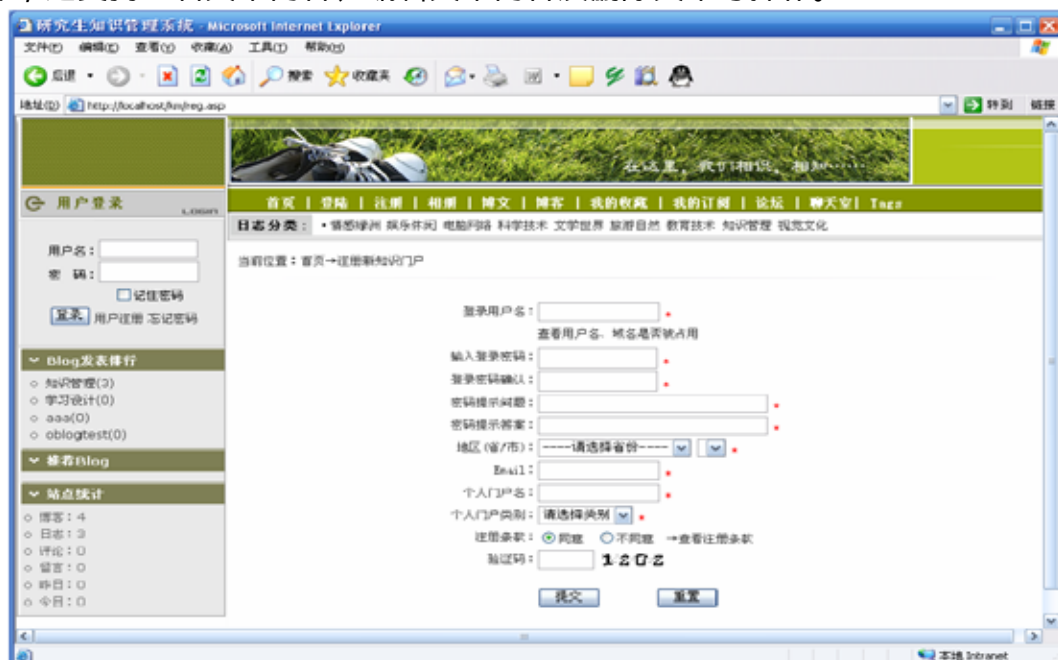 研究生知识管理系统 - Microsoft Internet Explorer
文件(F) 编辑(E) 查看(V) 收藏(A) 工具(T) 帮助(H)
后退 搜索 收藏夹
地址(D) http://localhost/km/reg.asp 转到 链接
在这里，我们相识、相知……
用户登录 LOGIN
首页 | 登陆 | 注册 | 相册 | 博文 | 博客 | 我的收藏 | 我的订阅 | 论坛 | 聊天室| Tags
日志分类： ·情感绿洲 娱乐休闲 电脑网络 科学技术 文学世界 旅游自然 教育技术 知识管理 视觉文化
用户名：
密 码：
记住密码
登录 用户注册 忘记密码
Blog发表排行
知识管理(3)
学习设计(0)
aaa(0)
oblogtest(0)
推荐Blog
站点统计
博客：4
日志：3
评论：0
留言：0
昨日：0
今日：0
当前位置：首页→注册新知识门户
登录用户名： *
查看用户名、域名是否被占用
输入登录密码： *
登录密码确认： *
密码提示问题： *
密码提示答案： *
地区(省/市)： ----请选择省份---- *
Email： *
个人门户名： *
个人门户类别： 请选择类别 *
注册条款： 同意 不同意 →查看注册条款
验证码： 1202
提交 重置
本地 Intranet